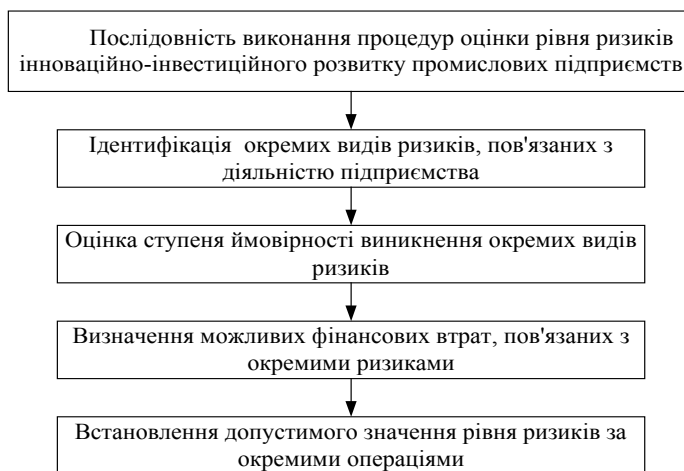 Послідовність виконання процедур оцінки рівня ризиків
інноваційно-інвестиційного розвитку промислових підприємств
Ідентифікація окремих видів ризиків, пов'язаних з
діяльністю підприємства
Оцінка ступеня ймовірності виникнення окремих видів
ризиків
Визначення можливих фінансових втрат, пов'язаних з
окремими ризиками
Встановлення допустимого значення рівня ризиків за
окремими операціями